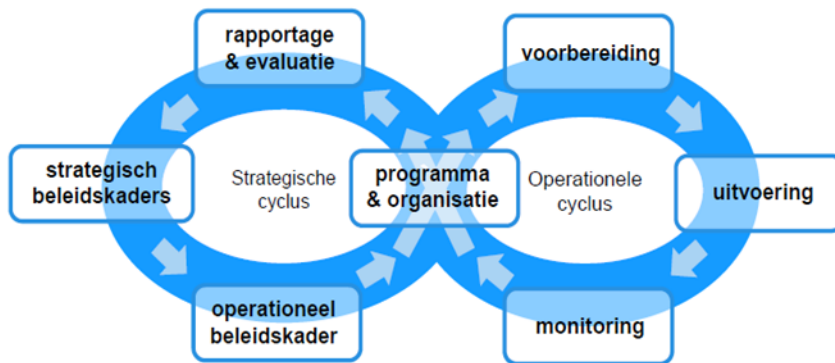 rapportage
& evaluatie
voorbereiding
strategisch
beleidskaders
Strategische
cyclus
programma
& organisatie
Operationele
cyclus
uitvoering
operationeel
beleidskader
monitoring